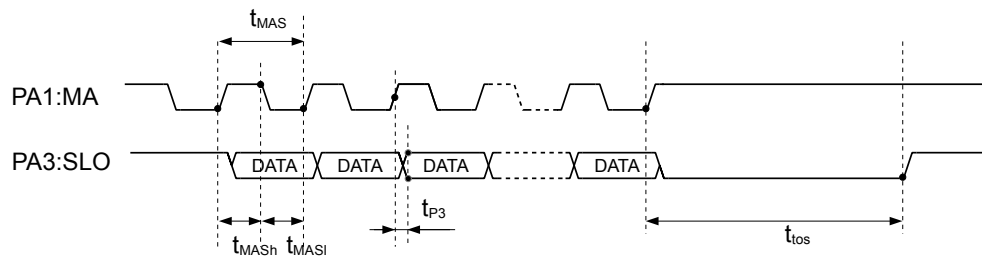 tMAS
PA1:MA
PA3:SLO
DATA DATA DATA DATA
tP3
tMASh tMASl
ttos